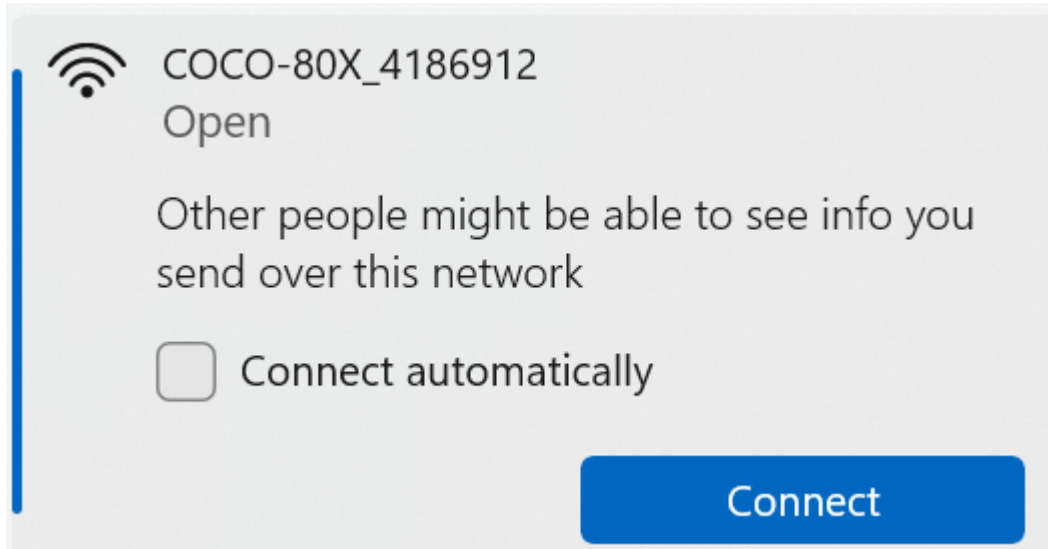 COCO-80X_4186912
Open
Other people might be able to see info you
send over this network
Connect automatically
Connect